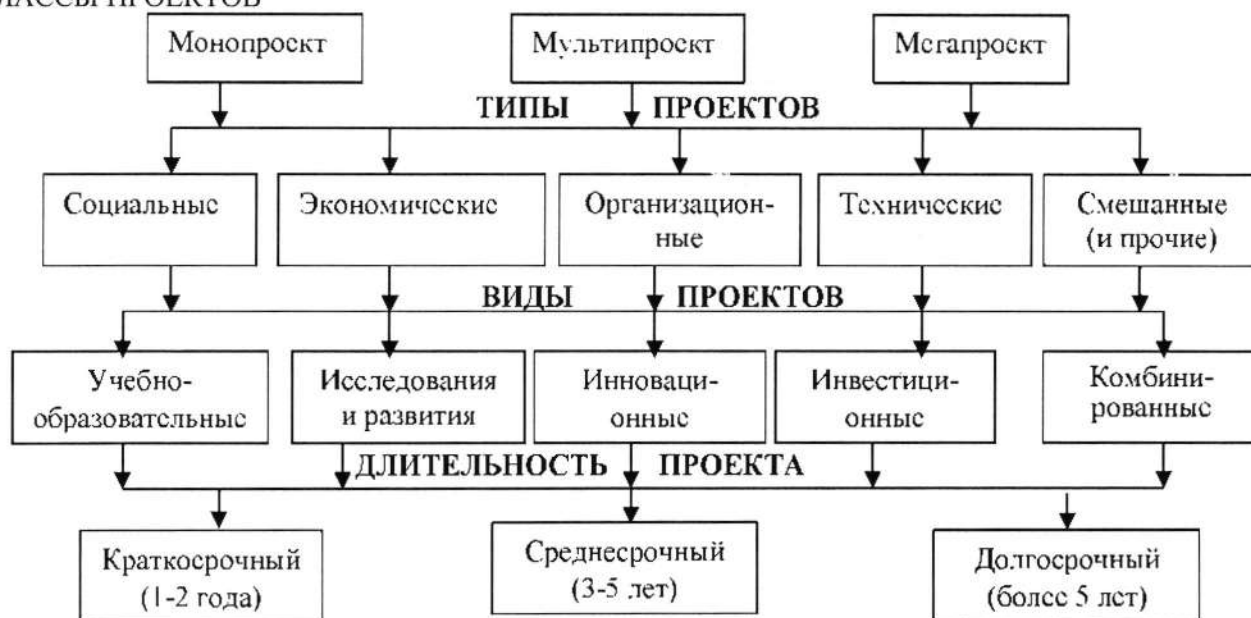 ЛАССЫ ПРОЕКТОВ
Монопроект
Мультипроект
Мегапроект
ТИПЫ ПРОЕКТОВ
Социальные
Экономические
Организацион-
ные
Технические
Смешанные
(и прочие)
ВИДЫ ПРОЕКТОВ
Учебно-
образовательные
Исследования
и развития
Инноваци-
онные
Инвестици-
онные
Комбини-
рованные
ДЛИТЕЛЬНОСТЬ ПРОЕКТА
Краткосрочный
(1-2 года)
Среднесрочный
(3-5 лет)
Долгосрочный
(более 5 лет)